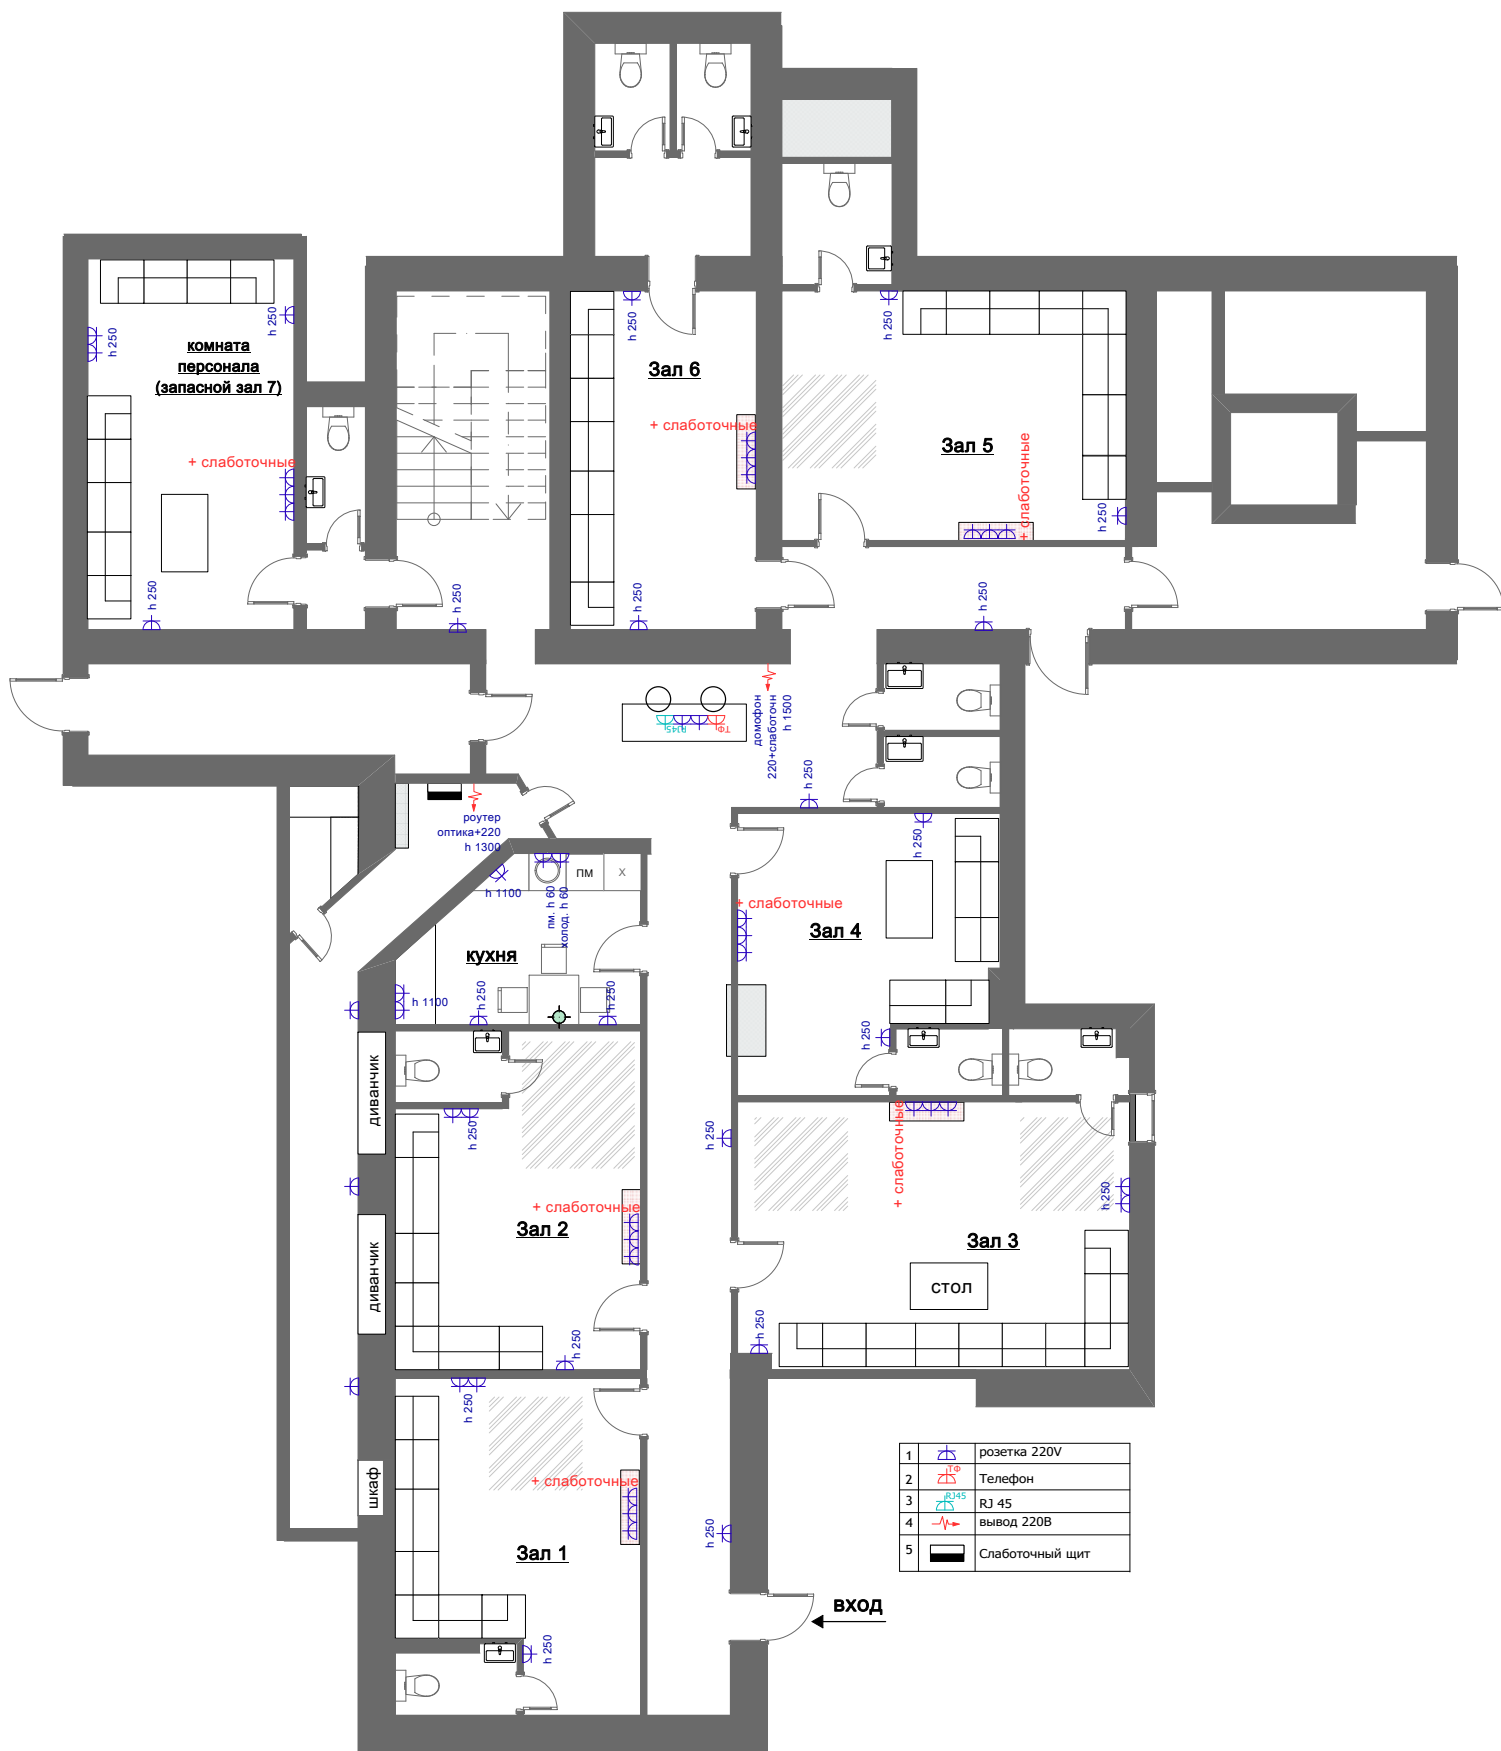 h 250
h 250
комната
персонала
(запасной зал 7)
+ слаботочные
h 250
h 250
h 250
Зал 6
+ слаботочные
h 250
h 250
Зал 5
+ слаботочные
h 250
h 250
домофон
220+слаботочн
h 1500
RJ45
ТФ
h 250
роутер
оптика+220
h 1300
h 1100
пм. h 60
холод. h 60
ПМ
X
кухня
h 1100
h 250
h 250
h 250
+ слаботочные
Зал 4
h 250
диванчик
h 250
h 250
+ слаботочные
h 250
+ слаботочные
Зал 2
Зал 3
стол
диванчик
h 250
h 250
h 250
+ слаботочные
шкаф
Зал 1
h 250
h 250
1 розетка 220V
2 ТФ Телефон
3 RJ45 RJ 45
4 вывод 220В
5 Слаботочный щит
ВХОД